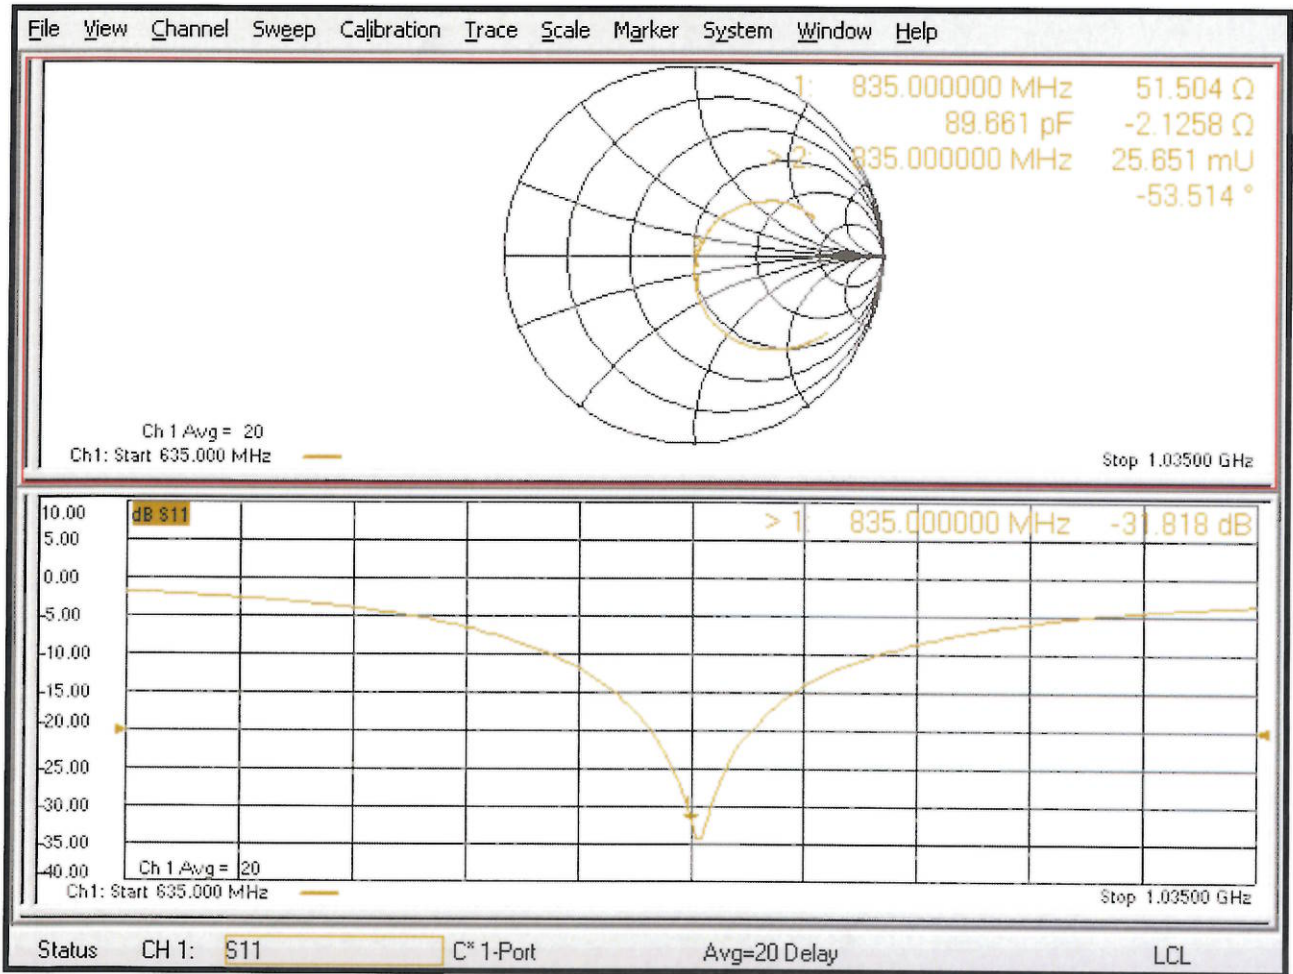 File View Channel Sweep Calibration Trace Scale Marker System Window Help
1: 835.000000 MHz 51.504 Ω
89.661 pF -2.1258 Ω
> 2: 835.000000 MHz 25.651 mU
-53.514 °
Ch 1 Avg = 20
Ch1: Start 635.000 MHz
Stop 1.03500 GHz
10.00
dB S11
> 1: 835.000000 MHz -31.818 dB
5.00
0.00
-5.00
-10.00
-15.00
-20.00
-25.00
-30.00
-35.00
-40.00
Ch 1 Avg = 20
Ch1: Start 635.000 MHz
Stop 1.03500 GHz
Status CH 1: S11 C* 1-Port Avg=20 Delay LCL